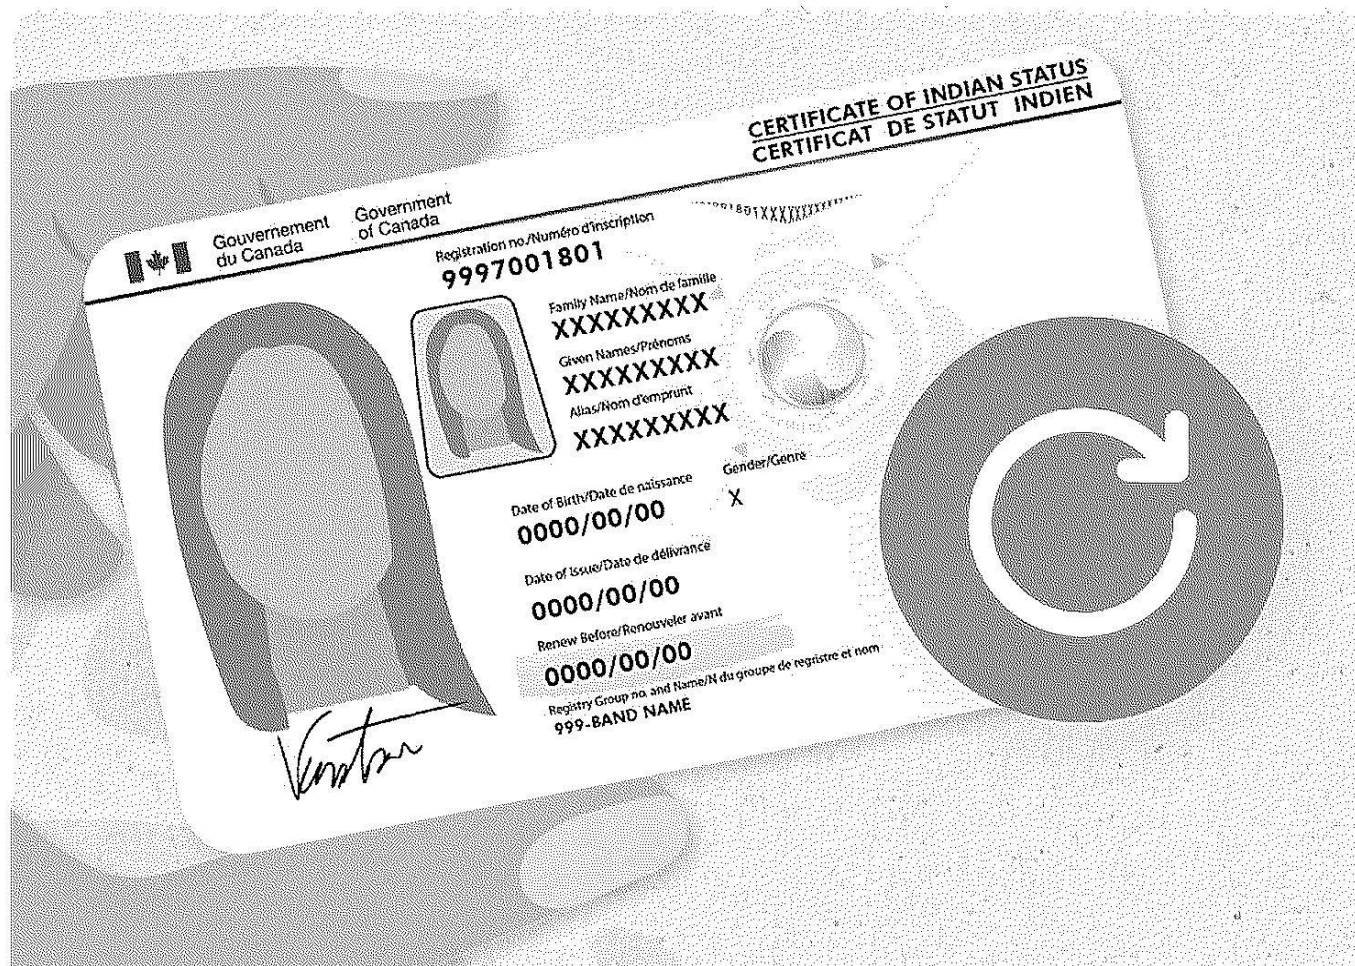 CERTIFICATE OF INDIAN STATUS
CERTIFICAT DE STATUT INDIEN
Gouvernement du Canada
Government of Canada
Registration no./Numéro d'inscription
9997001801
Family Name/Nom de famille
XXXXXXXXX
Given Names/Prénoms
XXXXXXXXX
Alias/Nom d'emprunt
XXXXXXXXX
Date of Birth/Date de naissance
0000/00/00
Gender/Genre
X
Date of Issue/Date de délivrance
0000/00/00
Renew Before/Renouveler avant
0000/00/00
Registry Group no. and Name/N du groupe de regristre et nom
999-BAND NAME